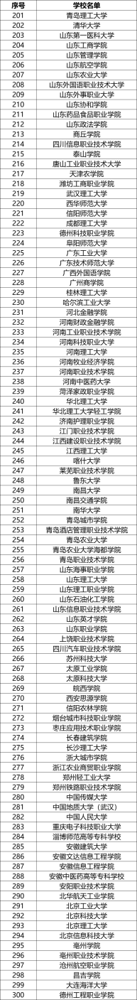 序号 学校名单
201 青岛理工大学
202 清华大学
203 山东第一医科大学
204 山东工商学院
205 山东管理学院
206 山东航空学院
207 山东农业大学
208 山东外国语职业技术大学
209 山东外事职业大学
210 山东协和学院
211 山东药品食品职业学院
212 山东政法学院
213 商丘学院
214 四川信息职业技术学院
215 泰山学院
216 唐山工业职业技术大学
217 天津农学院
218 潍坊工商职业学院
219 武汉理工大学
220 西华师范大学
221 信阳师范大学
222 成都理工大学
223 德州科技职业学院
224 阜阳师范大学
225 广东工业大学
226 广东技术师范大学
227 广西外国语学院
228 广州商学院
229 桂林理工大学
230 哈尔滨工业大学
231 河北金融学院
232 河南财政金融学院
233 河南工业职业技术学院
234 河南科技职业大学
235 河南理工大学
236 河南牧业经济学院
237 河南职业技术学院
238 河南中医药大学
239 菏泽家政职业学院
240 华北理工大学
241 华北理工大学轻工学院
242 济南护理职业学院
243 江门职业技术学院
244 江西建设职业技术学院
245 江西理工大学
246 喀什大学
247 莱芜职业技术学院
248 鲁东大学
249 南昌大学
250 南昌交通学院
251 南华大学
252 青岛城市学院
253 青岛酒店管理职业技术学院
254 青岛农业大学
255 青岛农业大学海都学院
256 青岛职业技术学院
257 山东海事职业学院
258 山东理工大学
259 山东理工职业学院
260 山东石油化工学院
261 山东信息职业技术学院
262 山东英才学院
263 山东职业学院
264 上饶职业技术学院
265 四川汽车职业技术学院
266 苏州科技大学
267 太原工业学院
268 太原科技大学
269 皖西学院
270 西安思源学院
271 信阳农林学院
272 烟台城市科技职业学院
273 枣庄应用技术职业学院
274 长春建筑学院
275 长沙理工大学
276 浙大城市学院
277 浙江农业商贸职业学院
278 郑州轻工业大学
279 郑州铁路职业技术学院
280 中国传媒大学
281 中国地质大学（武汉）
282 中国人民大学
283 重庆电子科技职业大学
284 淄博师范高等专科学校
285 安徽建筑大学
286 安徽文达信息工程学院
287 安徽信息工程学院
288 安徽中医药高等专科学校
289 安阳职业技术学院
290 北华航天工业学院
291 北京工业大学
292 北京科技大学
293 北京理工大学
294 北京信息科技大学
295 亳州学院
296 亳州职业技术学院
297 沧州航空职业学院
298 昌吉学院
299 大连海洋大学
300 德州工程职业学院